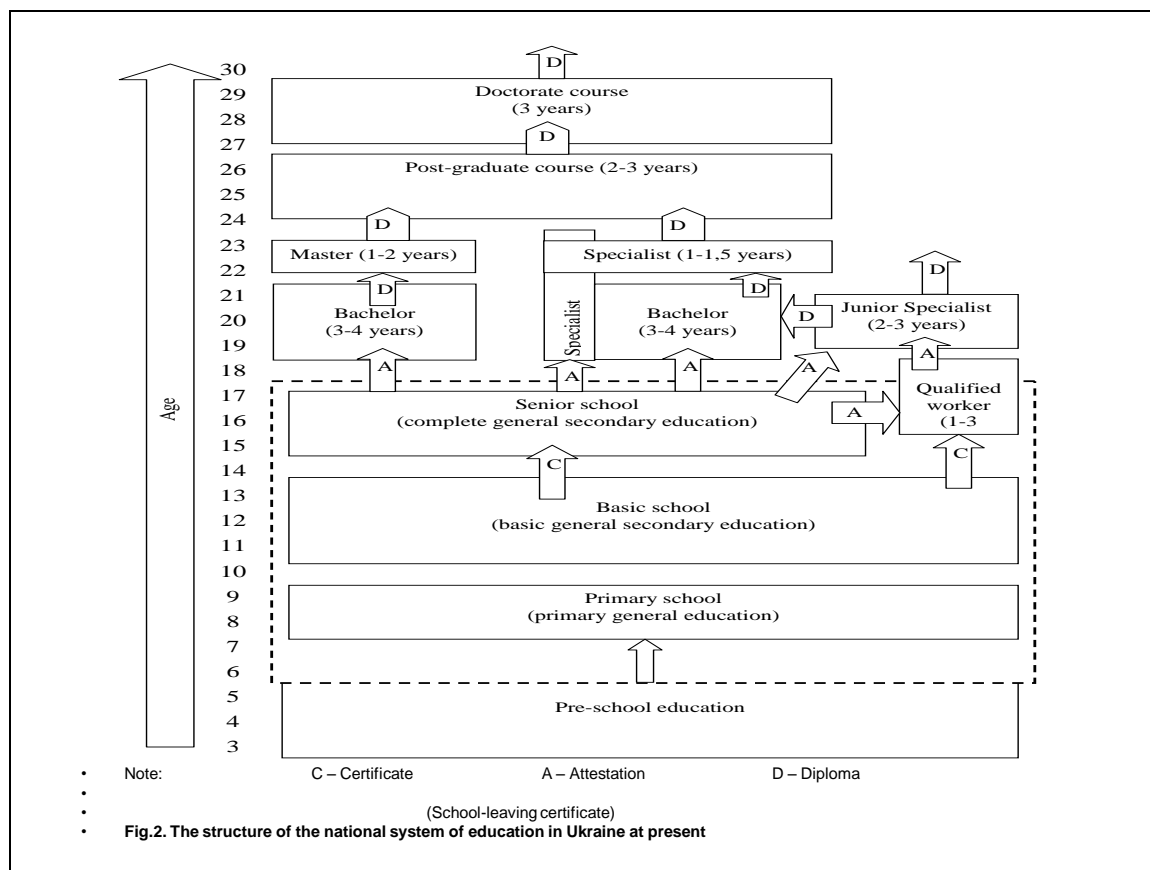 D
30
29
28
27
26
25
24
23
22
21
20
19
18
17
16
15
14
13
12
11
10
9
8
7
6
5
4
3
Age
Doctorate course
(3 years)
D
Post-graduate course (2-3 years)
D
D
Master (1-2 years)
Specialist (1-1,5 years)
D
D
D
Bachelor
(3-4 years)
Specialist
Bachelor
(3-4 years)
D
Junior Specialist
(2-3 years)
A
A
A
A
A
Senior school
(complete general secondary education)
A
Qualified
worker
(1-3
C
C
Basic school
(basic general secondary education)
Primary school
(primary general education)
Pre-school education
• Note: C – Certificate A – Attestation D – Diploma
•
• (School-leaving certificate)
• Fig.2. The structure of the national system of education in Ukraine at present